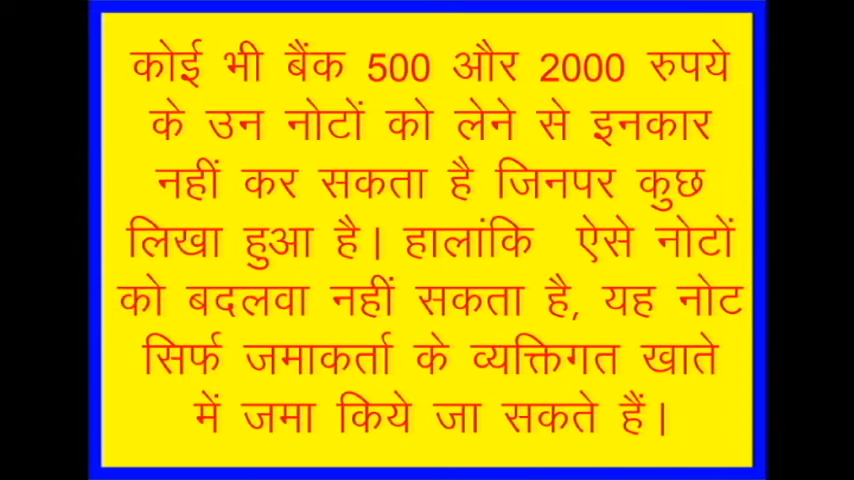 कोई भी बैंक 500 और 2000 रुपये
के उन नोटों को लेने से इनकार
नहीं कर सकता है जिनपर कुछ
लिखा हुआ है। हालांकि ऐसे नोटों
को बदलवा नहीं सकता है, यह नोट
सिर्फ जमाकर्ता के व्यक्तिगत खाते
में जमा किये जा सकते हैं।